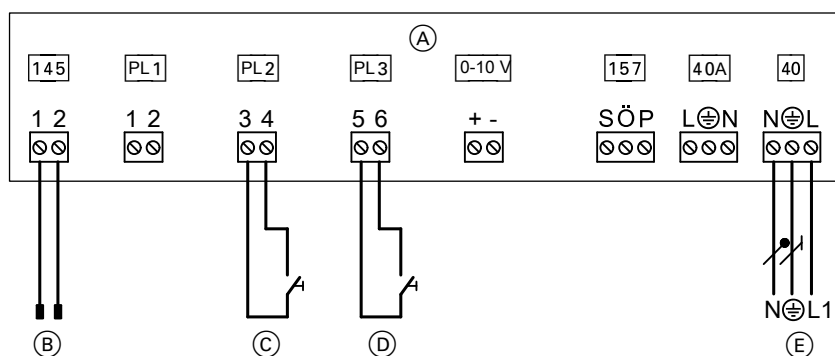 A
145 PL1 PL2 PL3 0-10 V 157 40A 40
1 2 1 2 3 4 5 6 + - S Ö P L N N L
N L1
B C D E